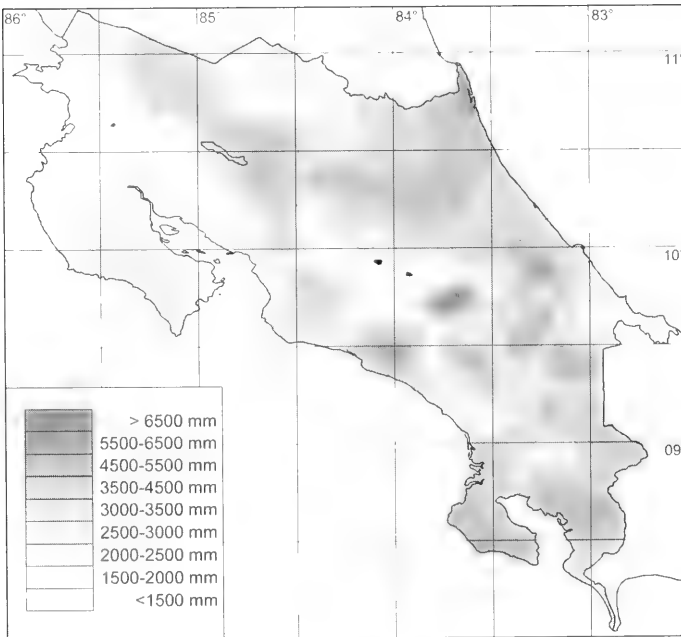 86°
85°
84°
83°
11°
10°
09°
> 6500 mm
5500-6500 mm
4500-5500 mm
3500-4500 mm
3000-3500 mm
2500-3000 mm
2000-2500 mm
1500-2000 mm
<1500 mm